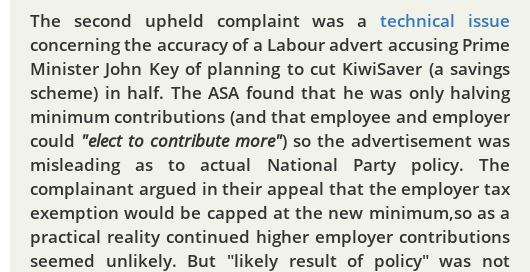 The second upheld complaint was a technical issue
concerning the accuracy of a Labour advert accusing Prime
Minister John Key of planning to cut KiwiSaver (a savings
scheme) in half. The ASA found that he was only halving
minimum contributions (and that employee and employer
could "elect to contribute more") so the advertisement was
misleading as to actual National Party policy. The
complainant argued in their appeal that the employer tax
exemption would be capped at the new minimum,so as a
practical reality continued higher employer contributions
seemed unlikely. But "likely result of policy" was not